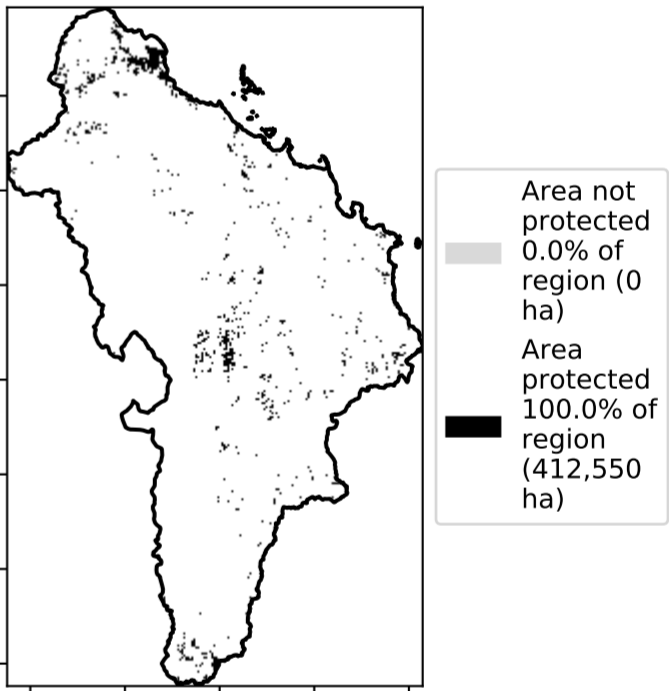 Area not
protected
0.0% of
region (0
ha)
Area
protected
100.0% of
region
(412,550
ha)